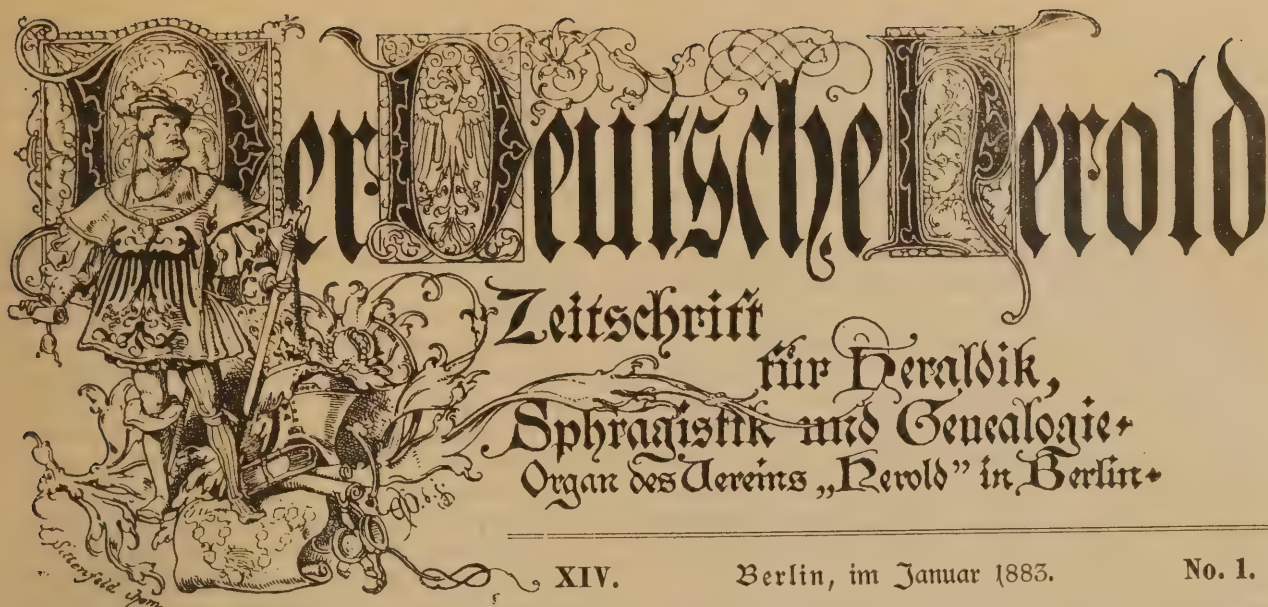 Der Deutsche Herold
Zeitschrift
für Heraldik,
Sphragistik und Genealogie.
Organ des Vereins „Herold" in Berlin.
XIV. Berlin, im Januar 1883. No. 1.
Sittenfeld